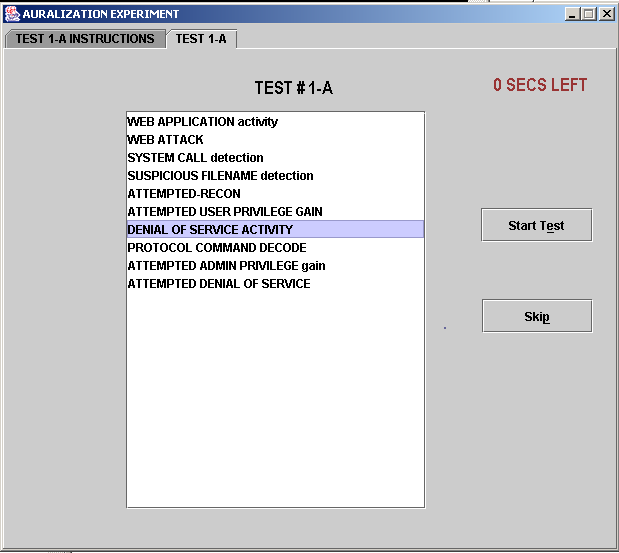 AURALIZATION EXPERIMENT
TEST 1-A INSTRUCTIONS
TEST 1-A
TEST #1-A
0 SECS LEFT
WEB APPLICATION activity
WEB ATTACK
SYSTEM CALL detection
SUSPICIOUS FILENAME detection
ATTEMPTED-RECON
ATTEMPTED USER PRIVILEGE GAIN
DENIAL OF SERVICE ACTIVITY
PROTOCOL COMMAND DECODE
ATTEMPTED ADMIN PRIVILEGE gain
ATTEMPTED DENIAL OF SERVICE
Start Test
Skip